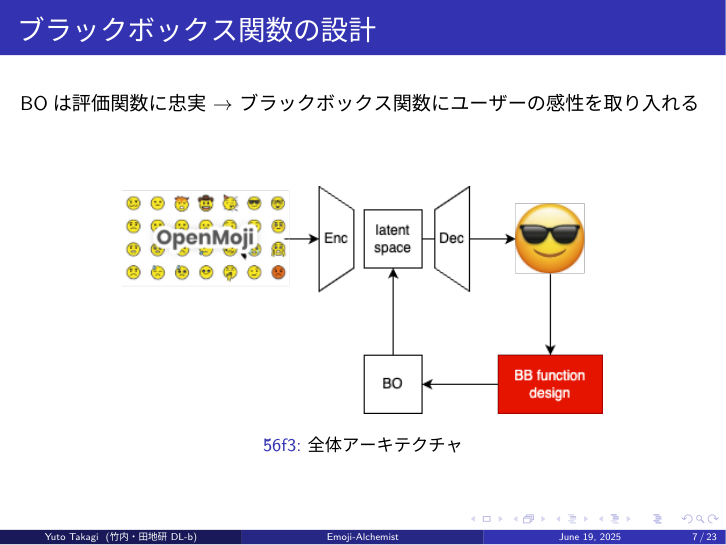 ブラックボックス関数の設計
BO は評価関数に忠実 → ブラックボックス関数にユーザーの感性を取り入れる
OpenMoji
Enc
latent
space
Dec
BO
BB function
design
56f3: 全体アーキテクチャ
Yuto Takagi (竹内・田地研 DL-b)
Emoji-Alchemist
June 19, 2025
7 / 23